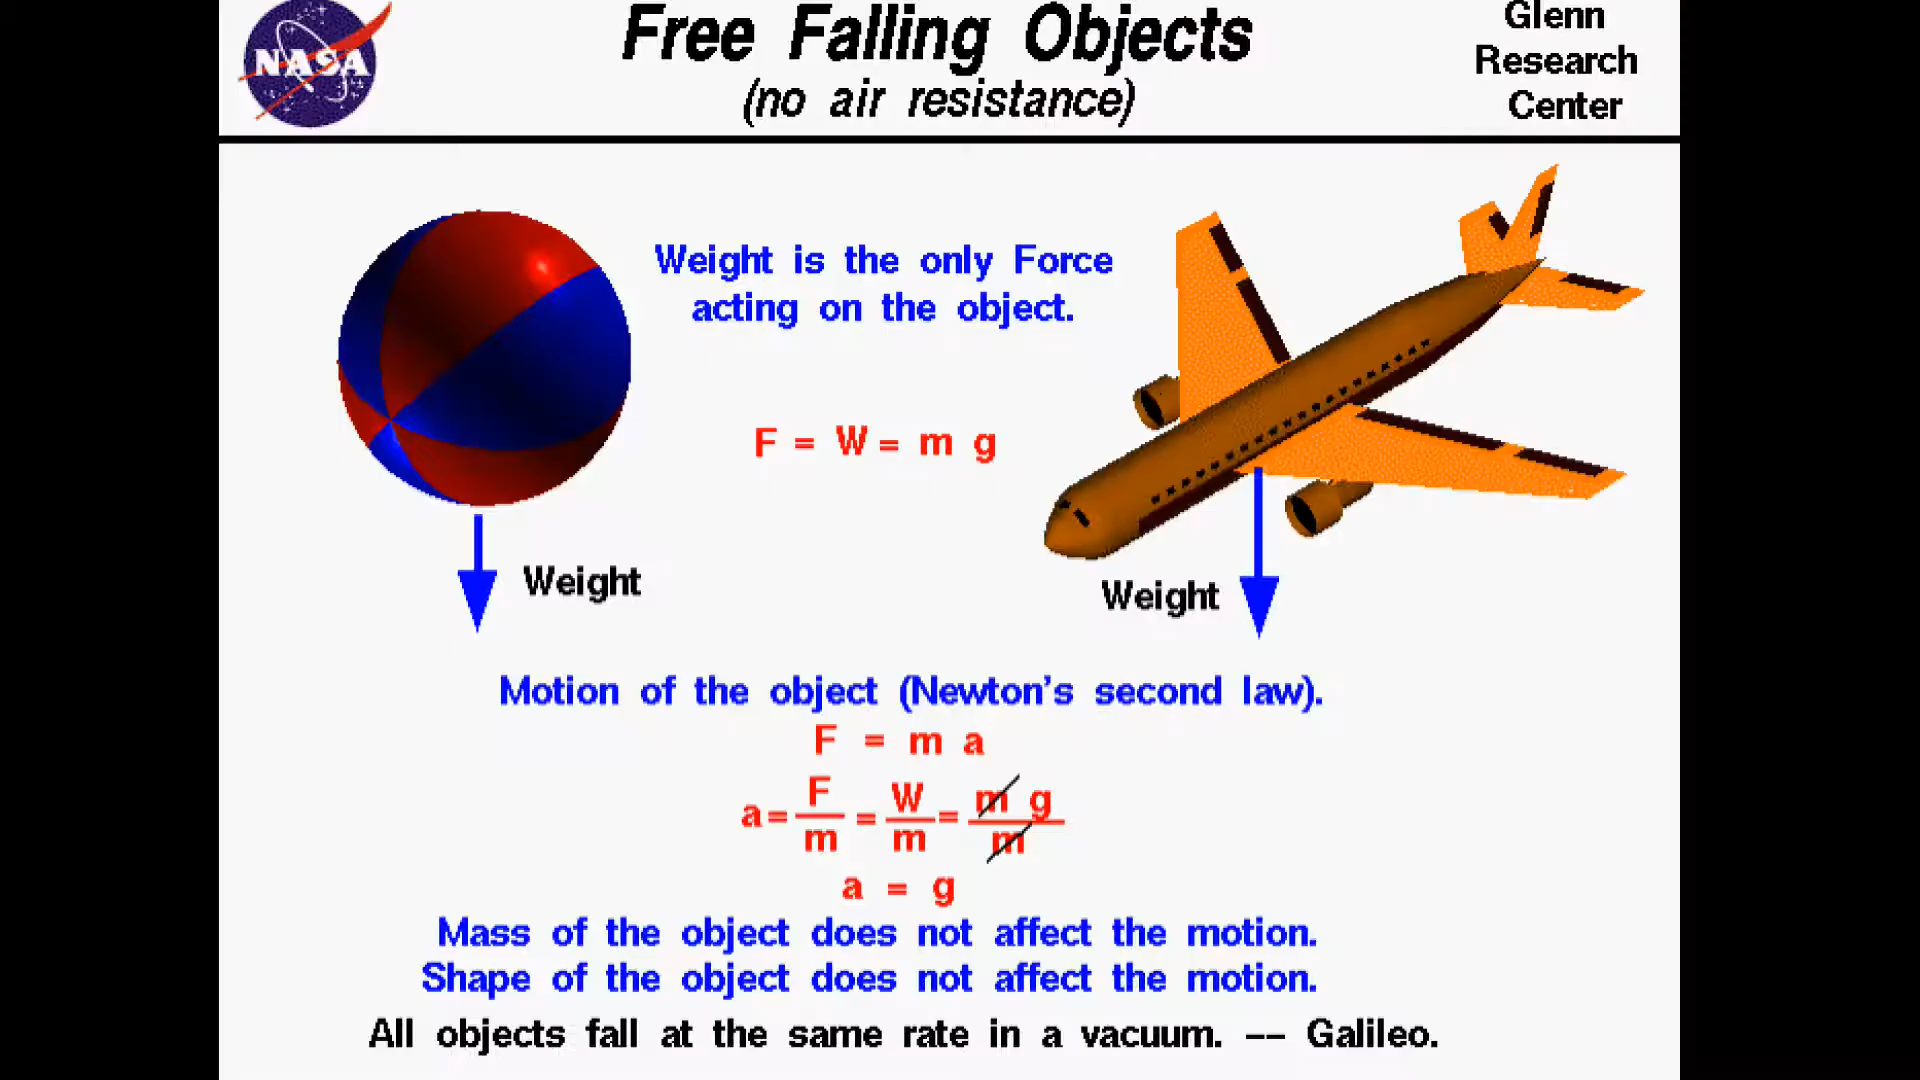 NASA
Free Falling Objects
(no air resistance)
Glenn
Research
Center
Weight is the only Force
acting on the object.
F = W = m g
Weight
Weight
Motion of the object (Newton's second law).
F = m a
a = F/m = W/m = m g/m
a = g
Mass of the object does not affect the motion.
Shape of the object does not affect the motion.
All objects fall at the same rate in a vacuum. -- Galileo.